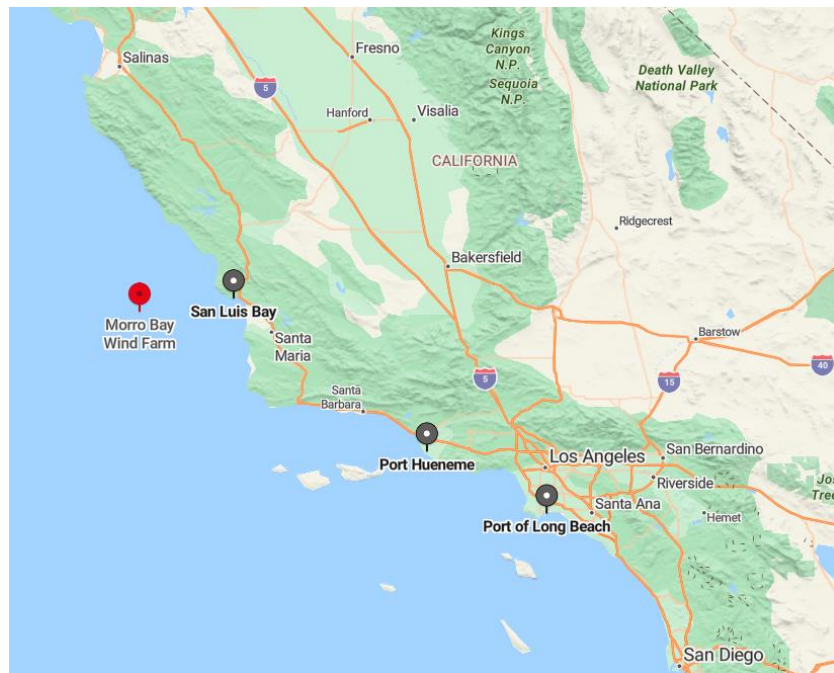 Kings
Canyon
N.P.
Sequoia
N.P.
Fresno
Salinas
Death Valley
National Park
5
Hanford
Visalia
CALIFORNIA
Ridgecrest
Bakersfield
San Luis Bay
Morro Bay
Wind Farm
Santa
Maria
Barstow
40
5
15
Santa
Barbara
Port Hueneme
Los Angeles
San Bernardino
Riverside
Jos
Tree
Port of Long Beach
Santa Ana
Hemet
San Diego